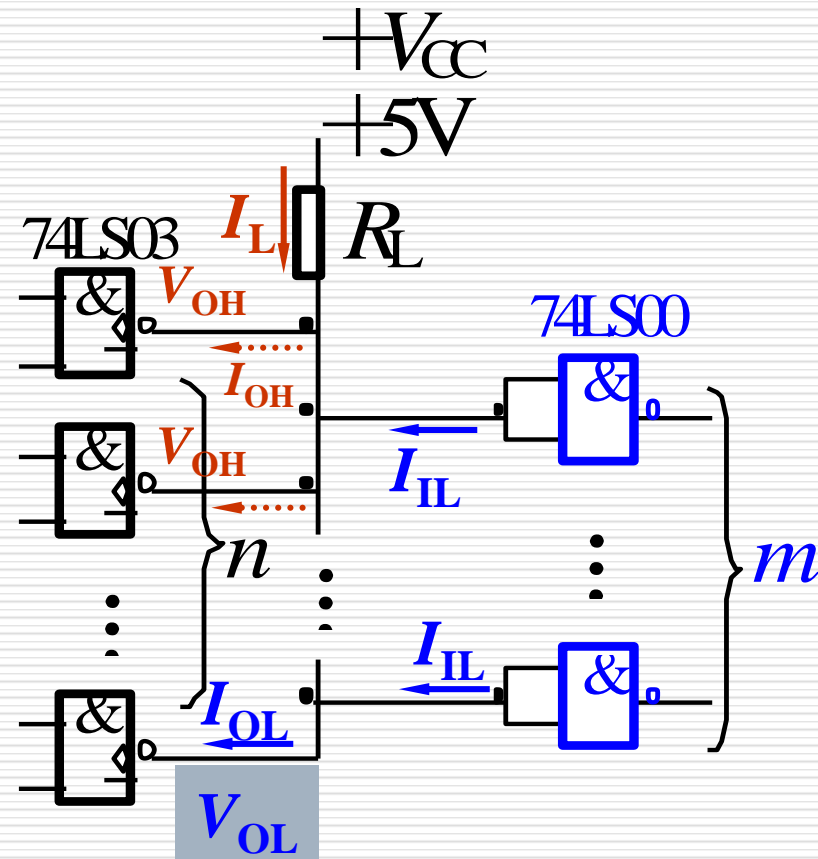 +VCC
+5V
IL
RL
74LS03
&
VOH
74LS00
&
IOH
&
VOH
IIL
n
m
IIL
&
&
IOL
VOL